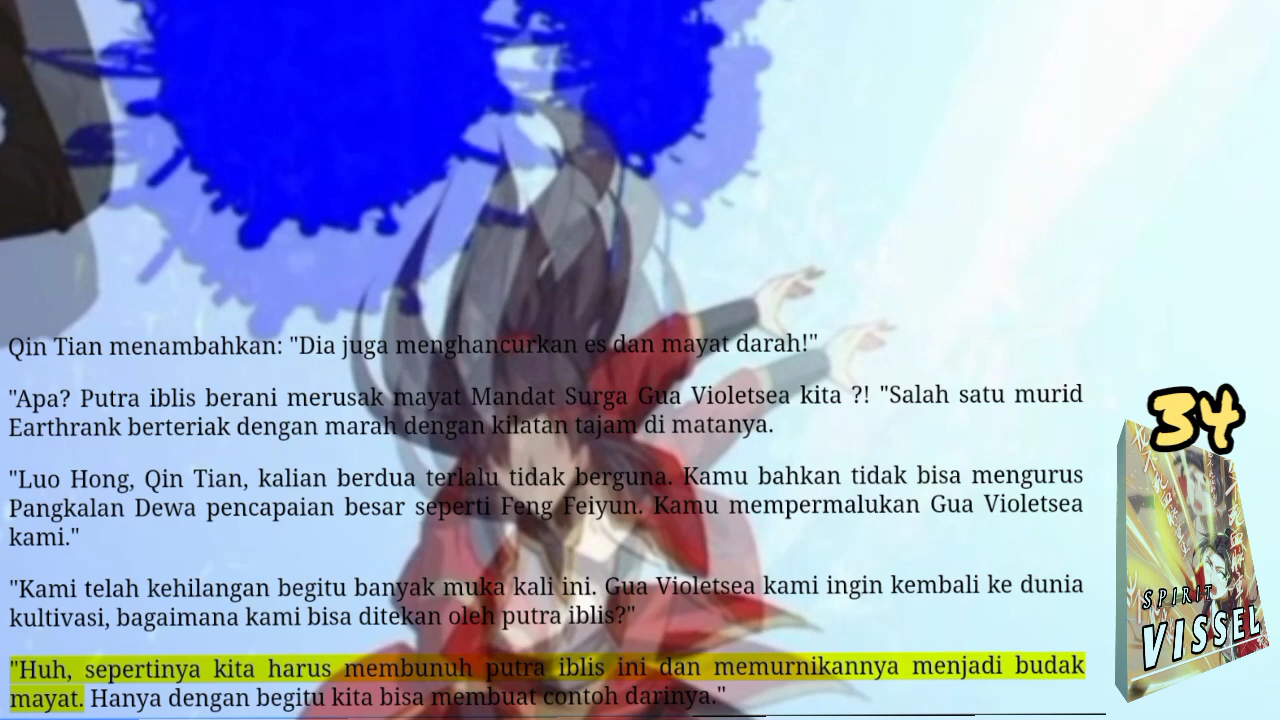 Qin Tian menambahkan: "Dia juga menghancurkan es dan mayat darah!"
"Apa? Putra iblis berani merusak mayat Mandat Surga Gua Violetsea kita ?! "Salah satu murid
Earthrank berteriak dengan marah dengan kilatan tajam di matanya.
"Luo Hong, Qin Tian, kalian berdua terlalu tidak berguna. Kamu bahkan tidak bisa mengurus
Pangkalan Dewa pencapaian besar seperti Feng Feiyun. Kamu mempermalukan Gua Violetsea
kami."
"Kami telah kehilangan begitu banyak muka kali ini. Gua Violetsea kami ingin kembali ke dunia
kultivasi, bagaimana kami bisa ditekan oleh putra iblis?"
"Huh, sepertinya kita harus membunuh putra iblis ini dan memurnikannya menjadi budak
mayat. Hanya dengan begitu kita bisa membuat contoh darinya."
34
SPIRIT
VISSEL